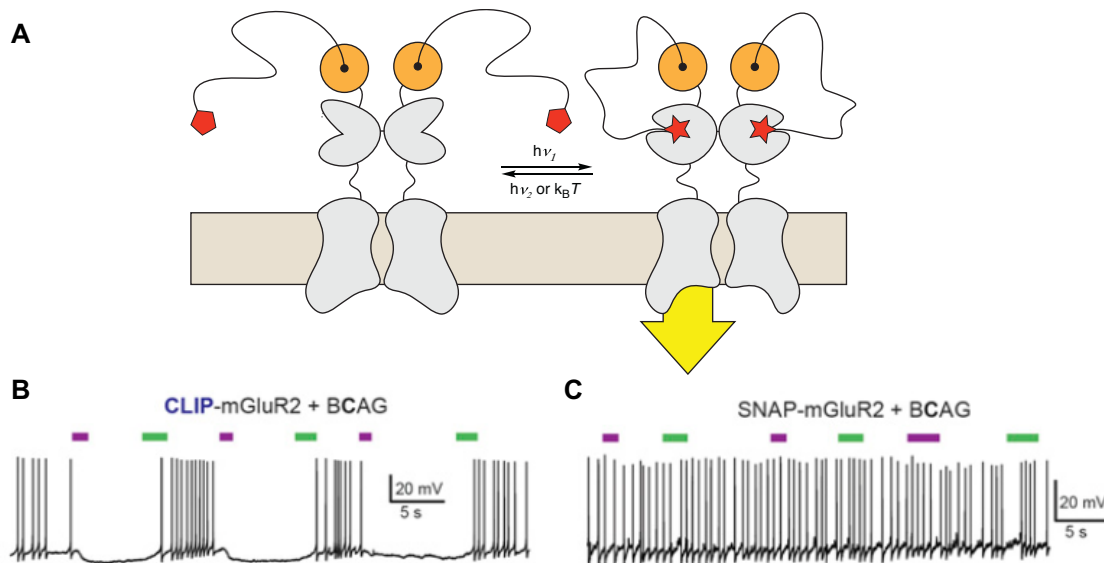 A
hν1
hν2 or kBT
B
CLIP-mGluR2 + BCAG
20 mV
5 s
C
SNAP-mGluR2 + BCAG
20 mV
5 s